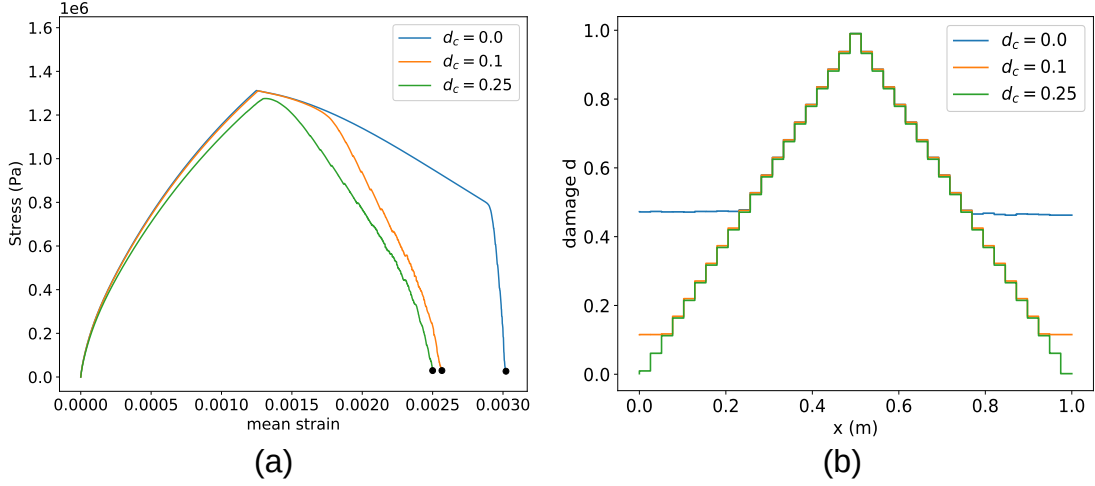 1e6
1.6
1.4
1.2
1.0
0.8
0.6
0.4
0.2
0.0
Stress (Pa)
d_c = 0.0
d_c = 0.1
d_c = 0.25
0.0000 0.0005 0.0010 0.0015 0.0020 0.0025 0.0030
mean strain
(a)
1.0
0.8
0.6
0.4
0.2
0.0
damage d
d_c = 0.0
d_c = 0.1
d_c = 0.25
0.0 0.2 0.4 0.6 0.8 1.0
x (m)
(b)